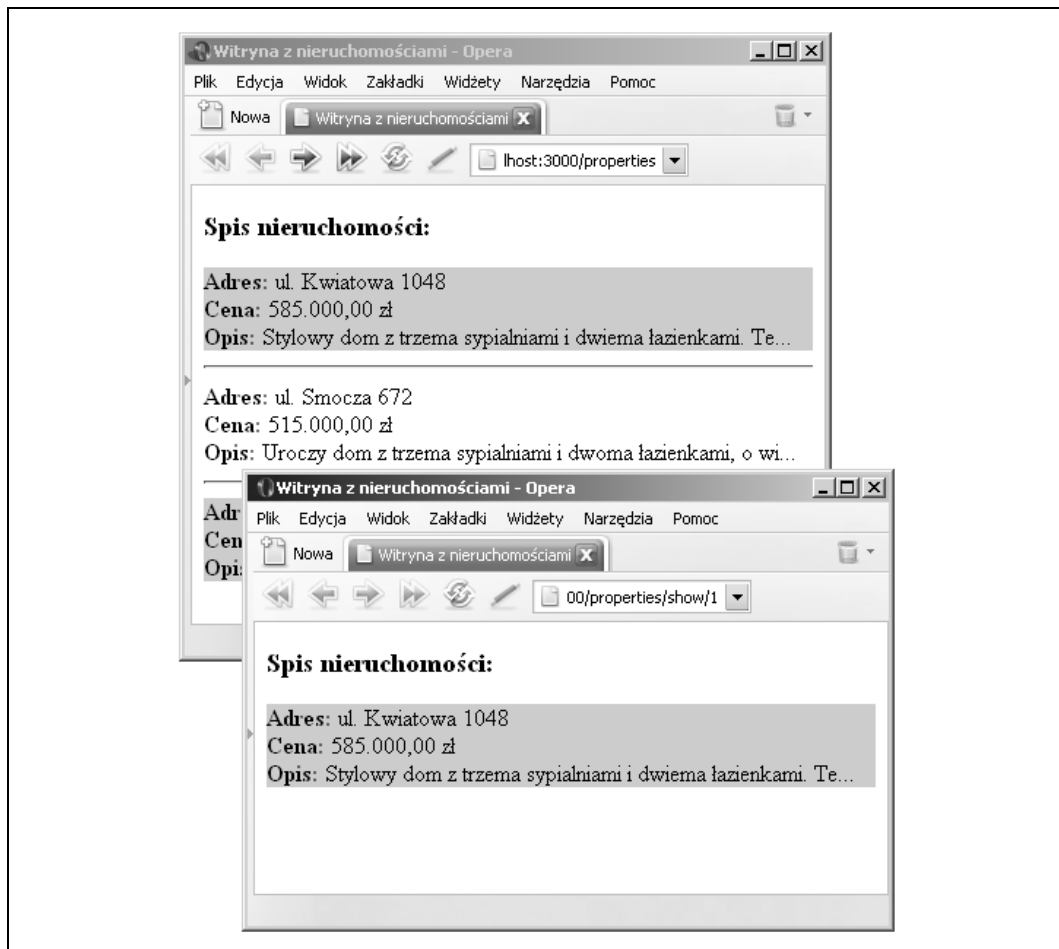 Witryna z nieruchomościami - Opera
Plik Edycja Widok Zakładki Widżety Narzędzia Pomoc
Nowa Witryna z nieruchomościami
lhost:3000/properties
Spis nieruchomości:
Adres: ul. Kwiatowa 1048
Cena: 585.000,00 zł
Opis: Stylowy dom z trzema sypialniami i dwiema łazienkami. Te...
Adres: ul. Smocza 672
Cena: 515.000,00 zł
Opis: Uroczy dom z trzema sypialniami i dwoma łazienkami, o wi...
Adr
Cen
Opi
Witryna z nieruchomościami - Opera
Plik Edycja Widok Zakładki Widżety Narzędzia Pomoc
Nowa Witryna z nieruchomościami
00/properties/show/1
Spis nieruchomości:
Adres: ul. Kwiatowa 1048
Cena: 585.000,00 zł
Opis: Stylowy dom z trzema sypialniami i dwiema łazienkami. Te...